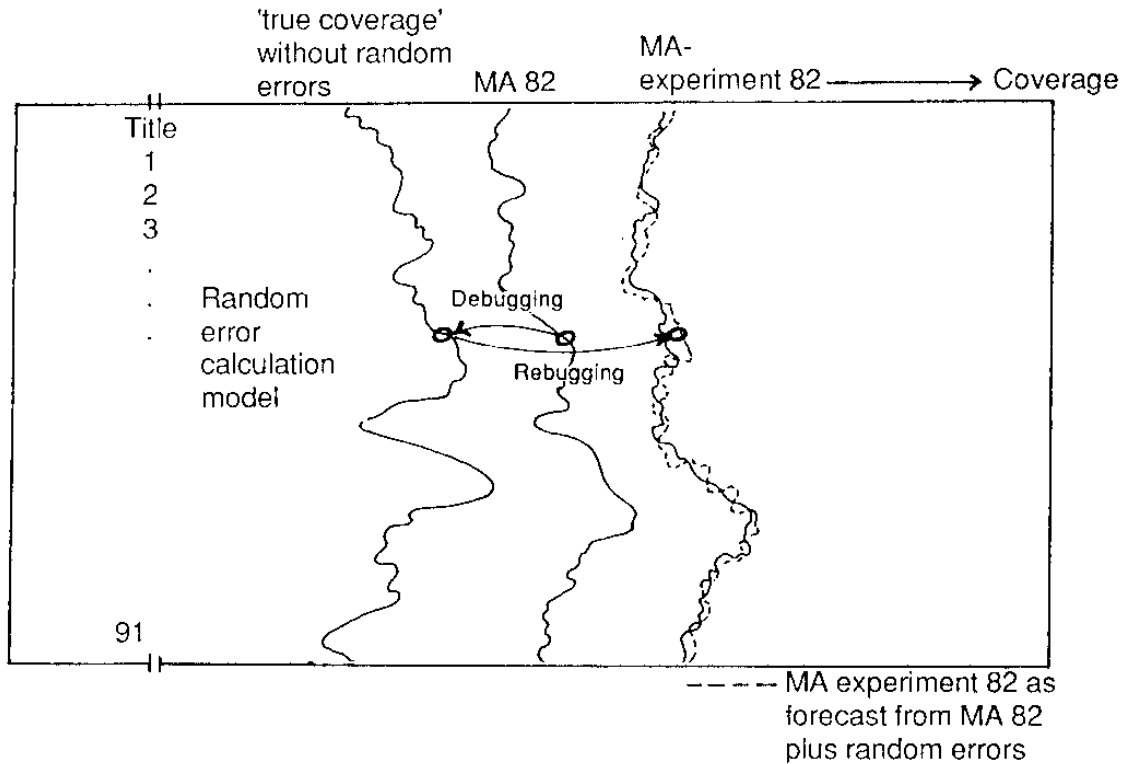 'true coverage'
without random
errors
MA 82
MA-
experiment 82
Coverage
Title
1
2
3
.
.
.
Random
error
calculation
model
Debugging
Rebugging
91
MA experiment 82 as
forecast from MA 82
plus random errors